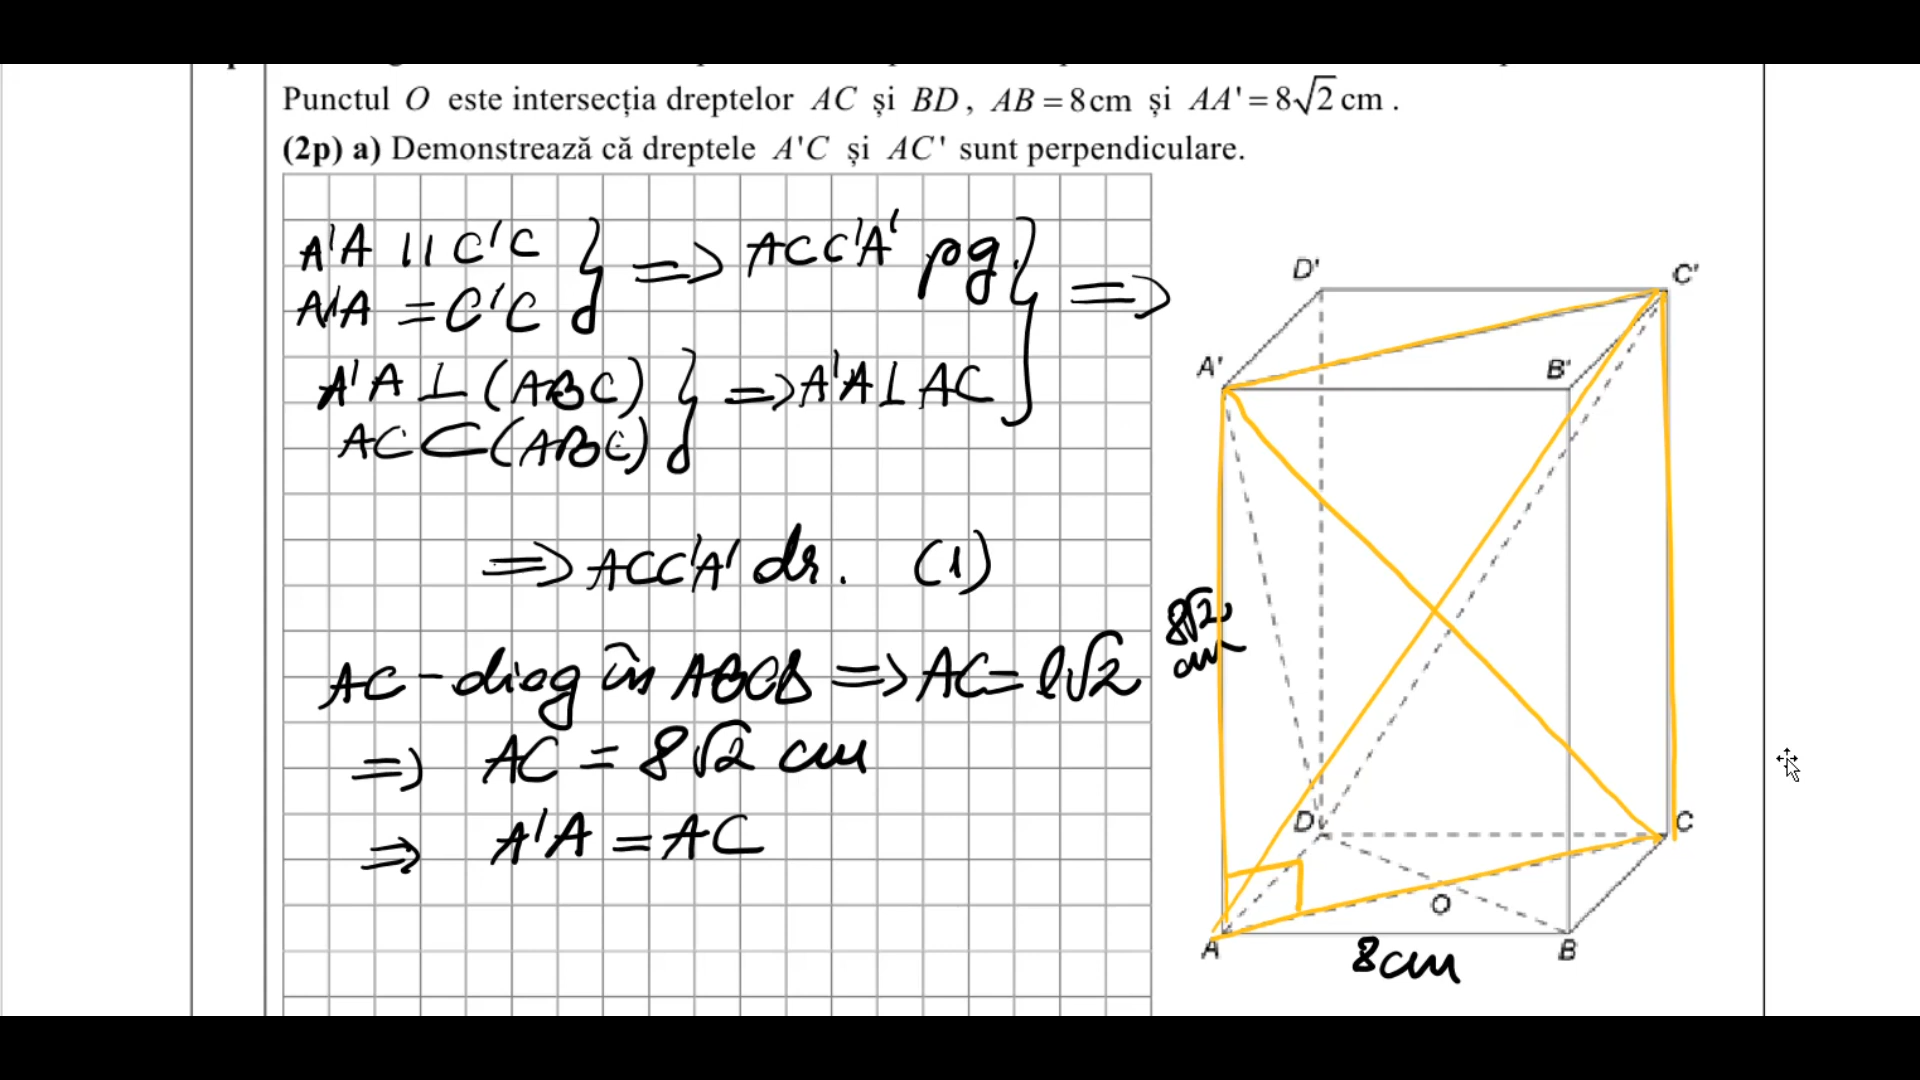 Punctul O este intersecția dreptelor AC și BD, AB = 8cm și AA' = 8√2 cm.
(2p) a) Demonstrează că dreptele A'C și AC' sunt perpendiculare.
A'A || C'C } => ACC'A' pg } =>
A'A = C'C
A'A ⊥ (ABC) } => A'A ⊥ AC
AC ⊂ (ABC)
=> ACC'A' dr. (1)
AC - diag în ABCD => AC = l√2
=> AC = 8√2 cm
=> A'A = AC
D'
C'
A'
B'
8√2
cm
D
C
O
A
B
8cm